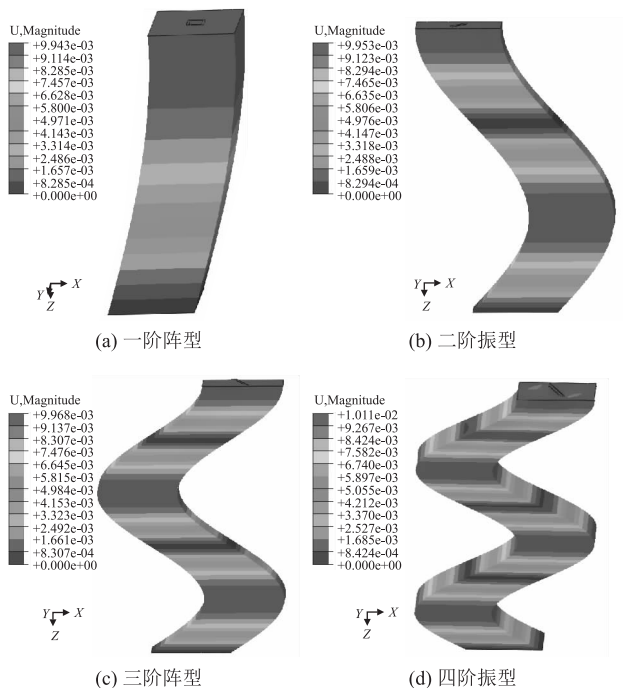 U,Magnitude
+9.943e-03
+9.114e-03
+8.285e-03
+7.457e-03
+6.628e-03
+5.800e-03
+4.971e-03
+4.143e-03
+3.314e-03
+2.486e-03
+1.657e-03
+8.285e-04
+0.000e+00
Y X
Z
(a) 一阶阵型
U,Magnitude
+9.953e-03
+9.123e-03
+8.294e-03
+7.465e-03
+6.635e-03
+5.806e-03
+4.976e-03
+4.147e-03
+3.318e-03
+2.488e-03
+1.659e-03
+8.294e-04
+0.000e+00
Y X
Z
(b) 二阶振型
U,Magnitude
+9.968e-03
+9.137e-03
+8.307e-03
+7.476e-03
+6.645e-03
+5.815e-03
+4.984e-03
+4.153e-03
+3.323e-03
+2.492e-03
+1.661e-03
+8.307e-04
+0.000e+00
Y X
Z
(c) 三阶阵型
U,Magnitude
+1.011e-02
+9.267e-03
+8.424e-03
+7.582e-03
+6.740e-03
+5.897e-03
+5.055e-03
+4.212e-03
+3.370e-03
+2.527e-03
+1.685e-03
+8.424e-04
+0.000e+00
Y X
Z
(d) 四阶振型